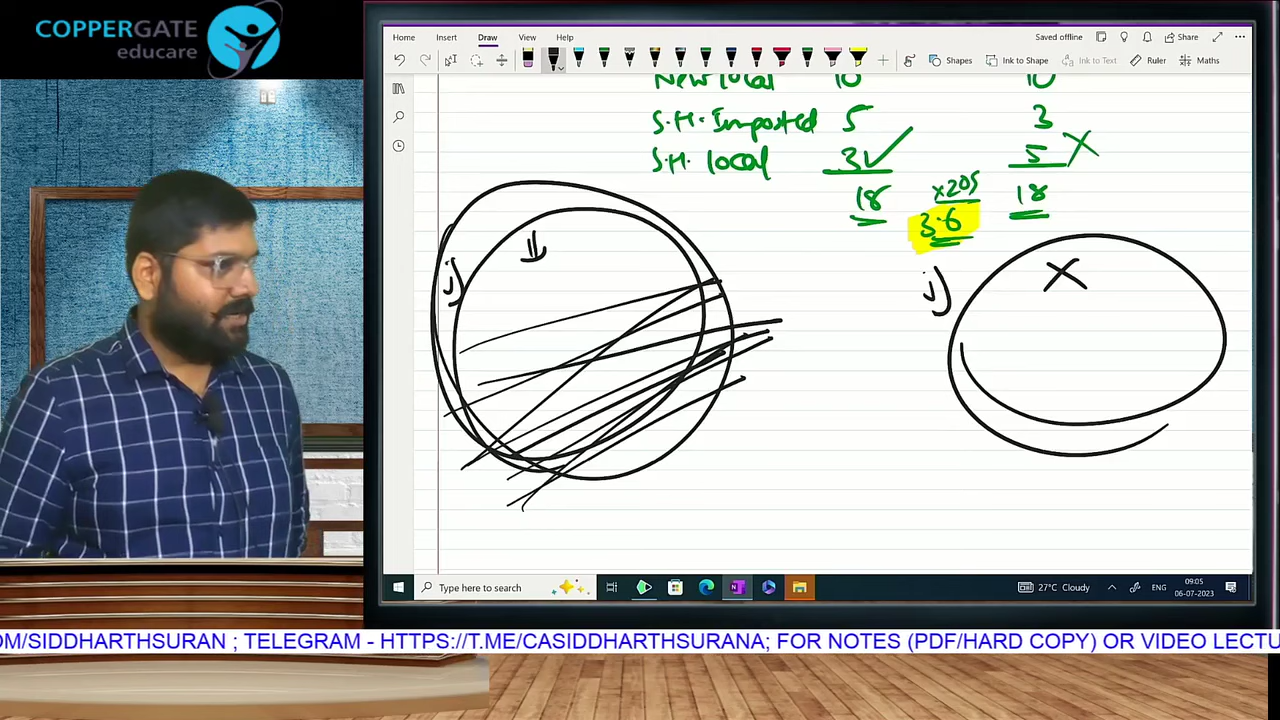 COPPERGATE
educare
Home Insert Draw View Help
Saved offline
Share
Shapes
Ink to Shape
Ink to Text
Ruler
Maths
New local 10 10
S.H. Imported 5 3
S.H. local 3 ✓ 5 X
18 x20% 18
3.6
i) II
i) X
Type here to search
27°C Cloudy
ENG
09:05
06-07-2023
OM/SIDDHARTHSURAN ; TELEGRAM - HTTPS://T.ME/CASIDDHARTHSURANA; FOR NOTES (PDF/HARD COPY) OR VIDEO LECTU